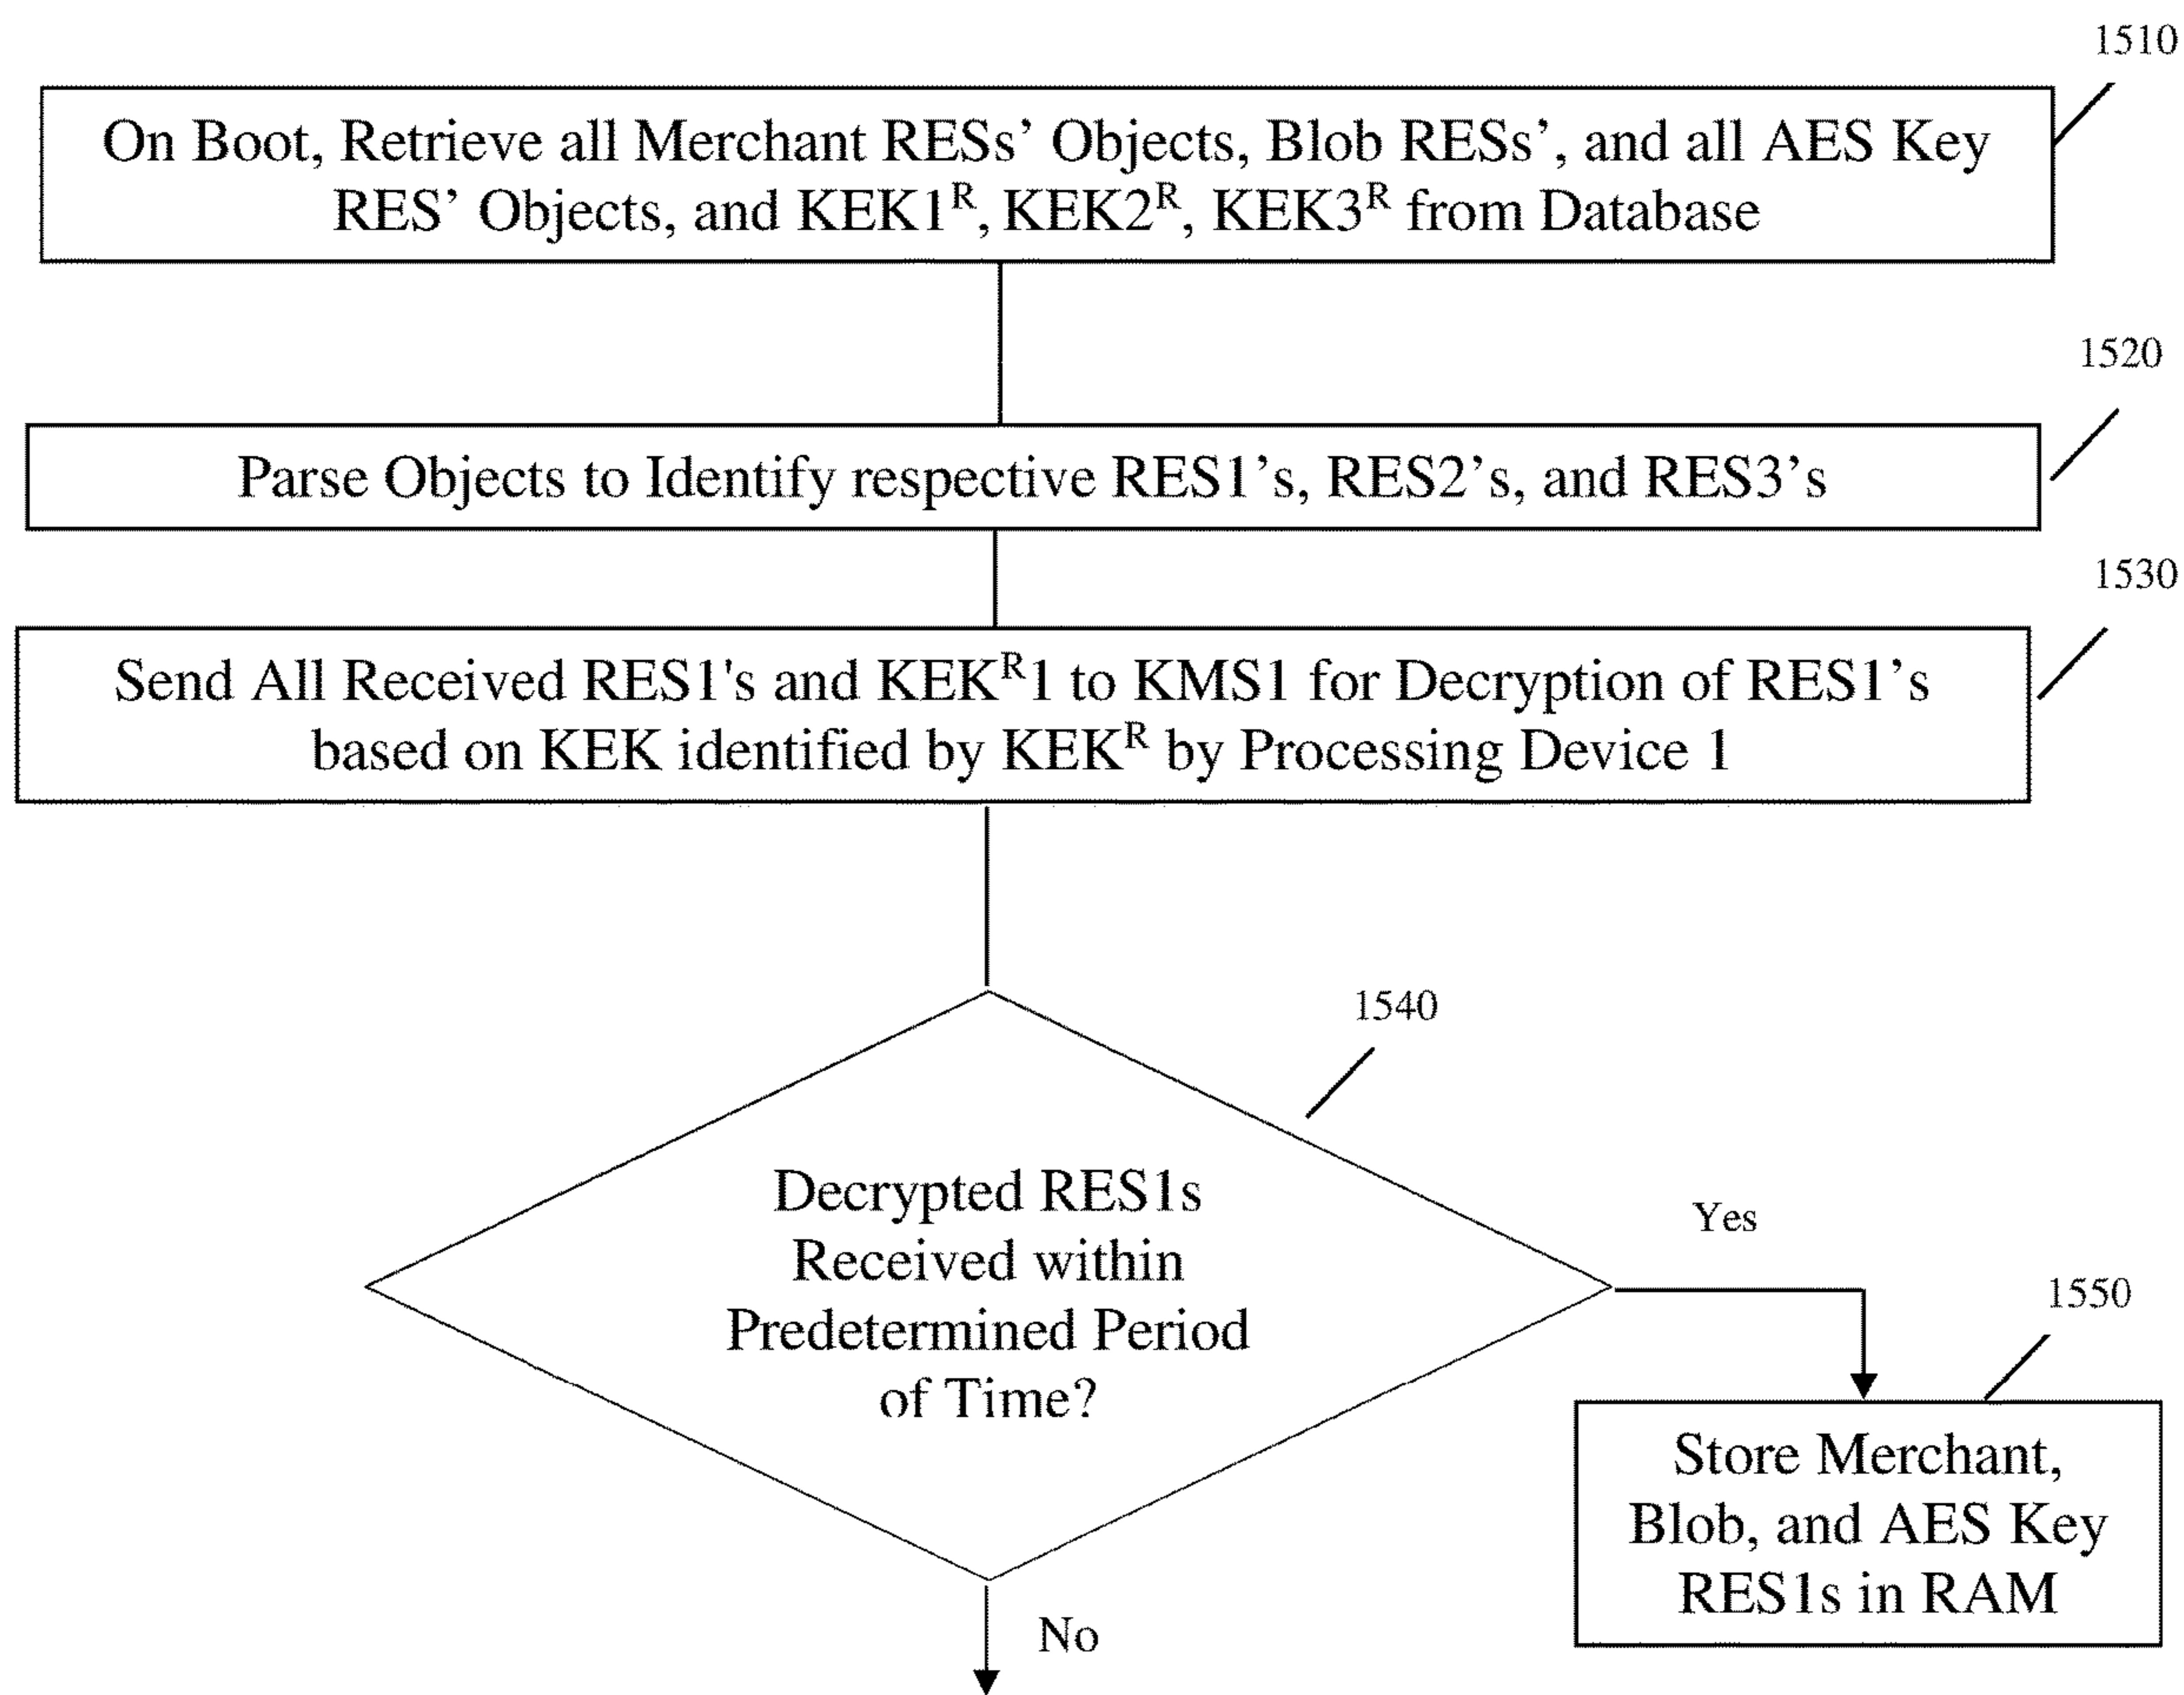 1510
On Boot, Retrieve all Merchant RESs’ Objects, Blob RESs’, and all AES Key
RES’ Objects, and KEK1ᴿ, KEK2ᴿ, KEK3ᴿ from Database
1520
Parse Objects to Identify respective RES1’s, RES2’s, and RES3’s
1530
Send All Received RES1's and KEKᴿ1 to KMS1 for Decryption of RES1’s
based on KEK identified by KEKᴿ by Processing Device 1
1540
Decrypted RES1s
Received within
Predetermined Period
of Time?
Yes
1550
Store Merchant,
Blob, and AES Key
RES1s in RAM
No